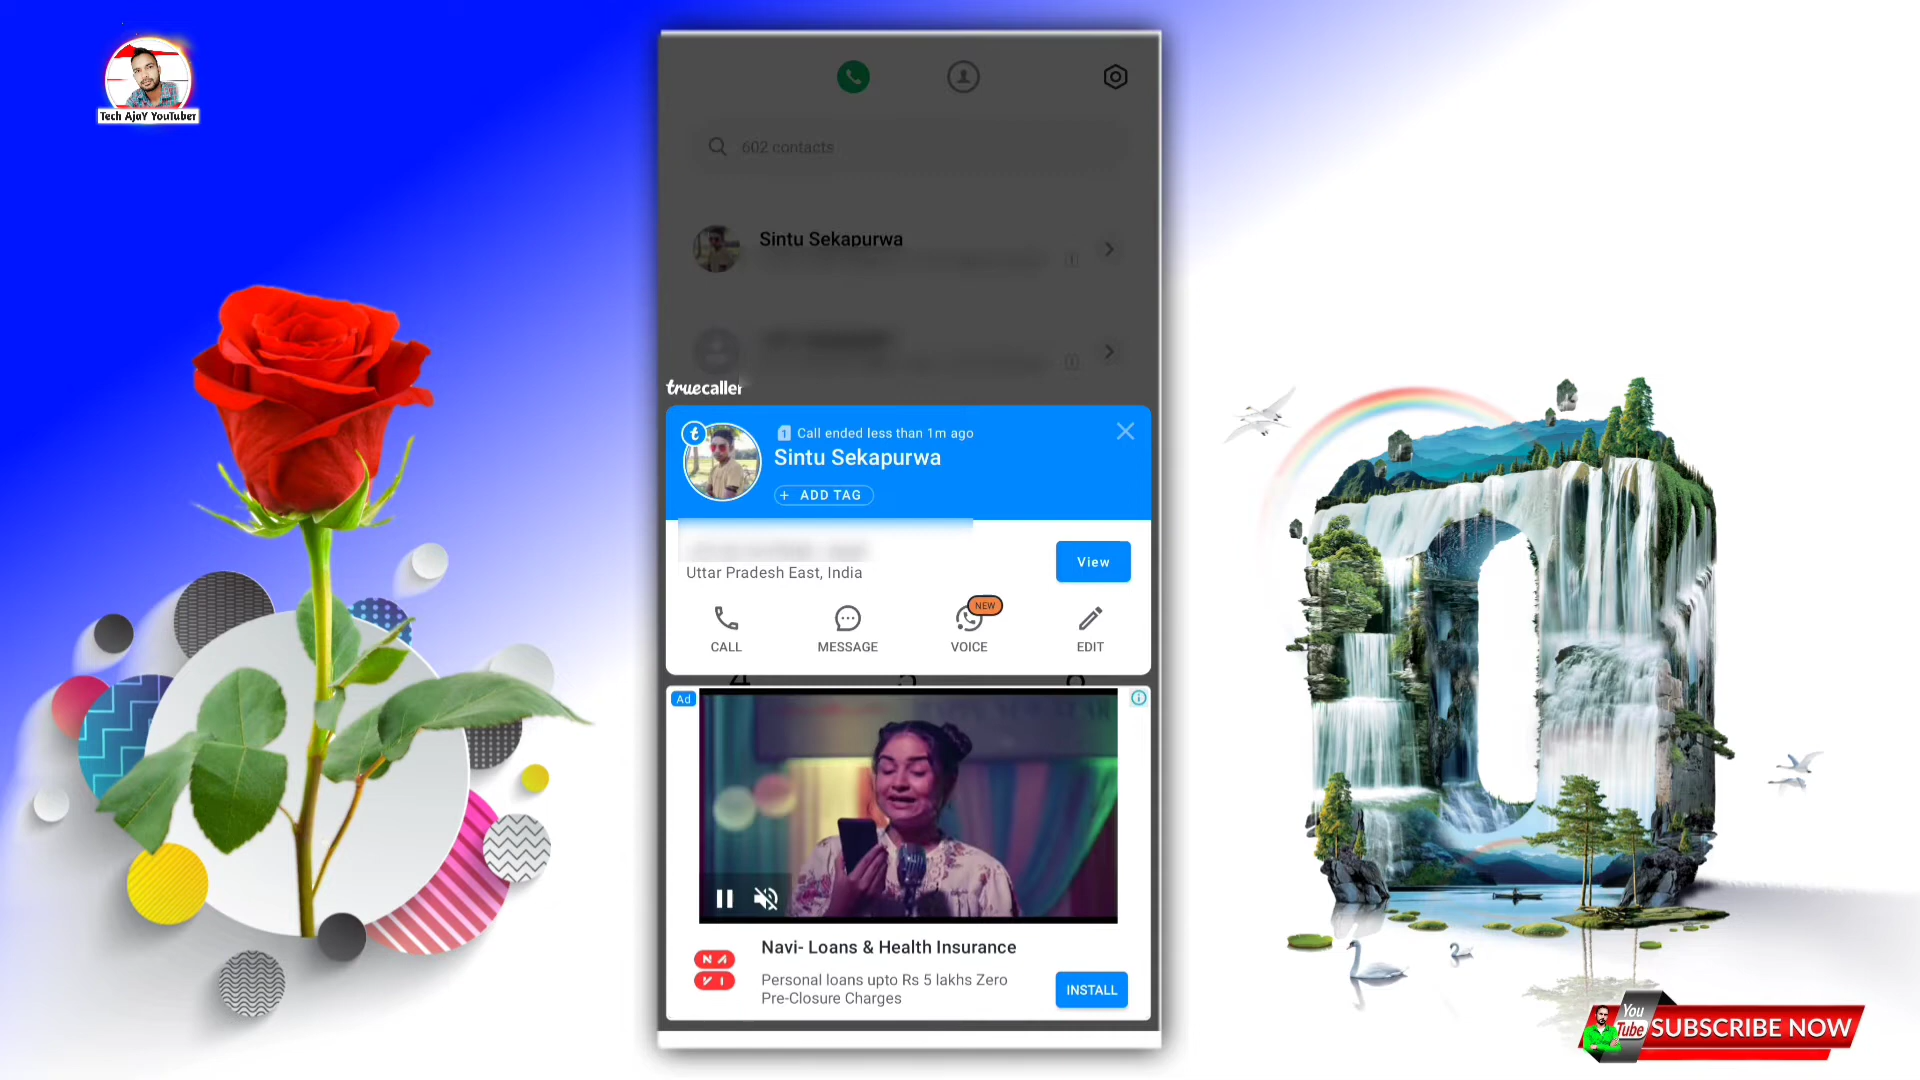 Tech AjaY YouTuber
602 contacts
Sintu Sekapurwa
truecaller
1 Call ended less than 1m ago
Sintu Sekapurwa
+ ADD TAG
Uttar Pradesh East, India
View
CALL
MESSAGE
NEW
VOICE
EDIT
Ad
Navi- Loans & Health Insurance
NAVI
Personal loans upto Rs 5 lakhs Zero
Pre-Closure Charges
INSTALL
You
Tube
SUBSCRIBE NOW